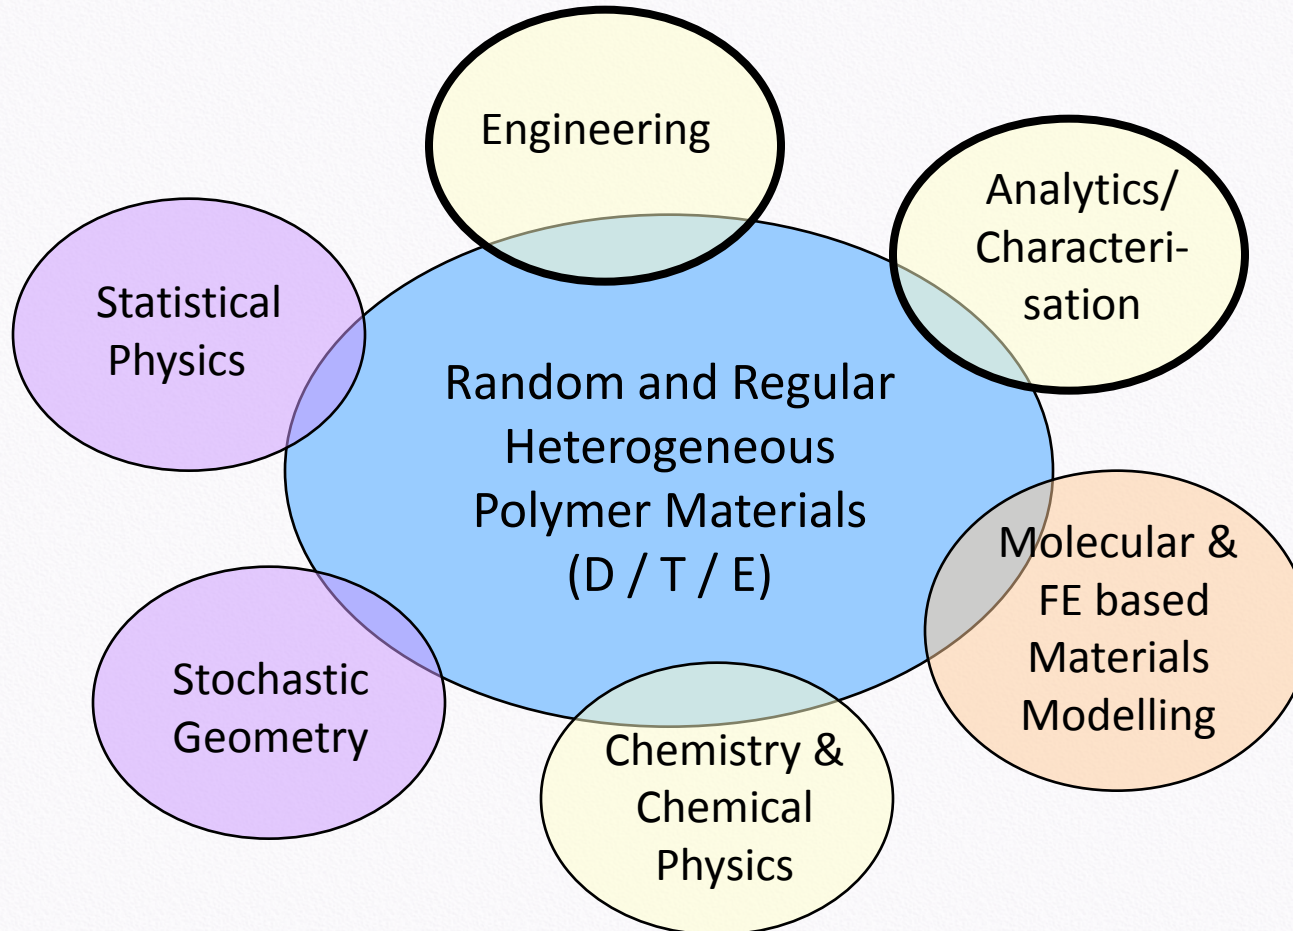 Engineering
Analytics/
Characteri-
sation
Statistical
Physics
Random and Regular
Heterogeneous
Polymer Materials
(D / T / E)
Molecular &
FE based
Materials
Modelling
Stochastic
Geometry
Chemistry &
Chemical
Physics